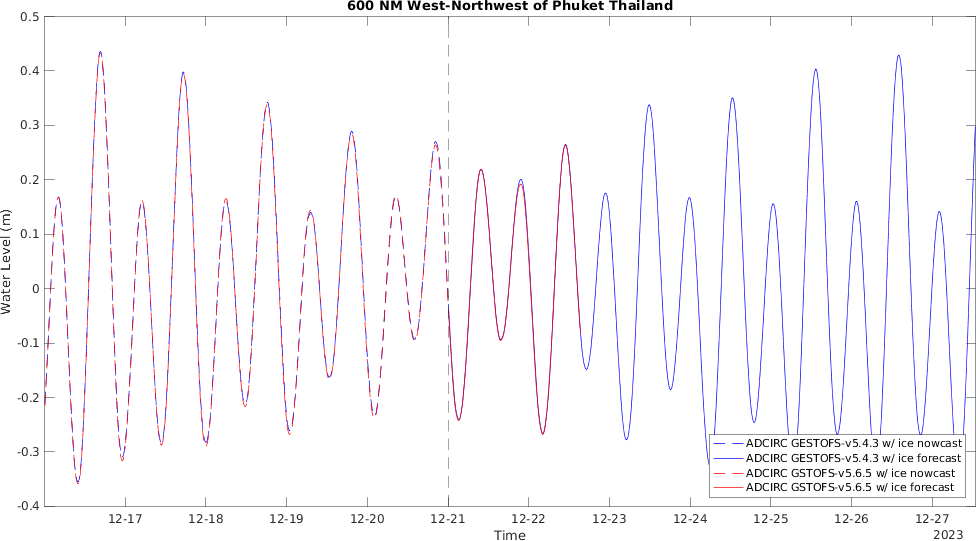 600 NM West-Northwest of Phuket Thailand
0.5
0.4
0.3
0.2
0.1
0
-0.1
-0.2
-0.3
-0.4
Water Level (m)
ADCIRC GESTOFS-v5.4.3 w/ ice nowcast
ADCIRC GESTOFS-v5.4.3 w/ ice forecast
ADCIRC GSTOFS-v5.6.5 w/ ice nowcast
ADCIRC GSTOFS-v5.6.5 w/ ice forecast
12-17 12-18 12-19 12-20 12-21 12-22 12-23 12-24 12-25 12-26 12-27
Time
2023